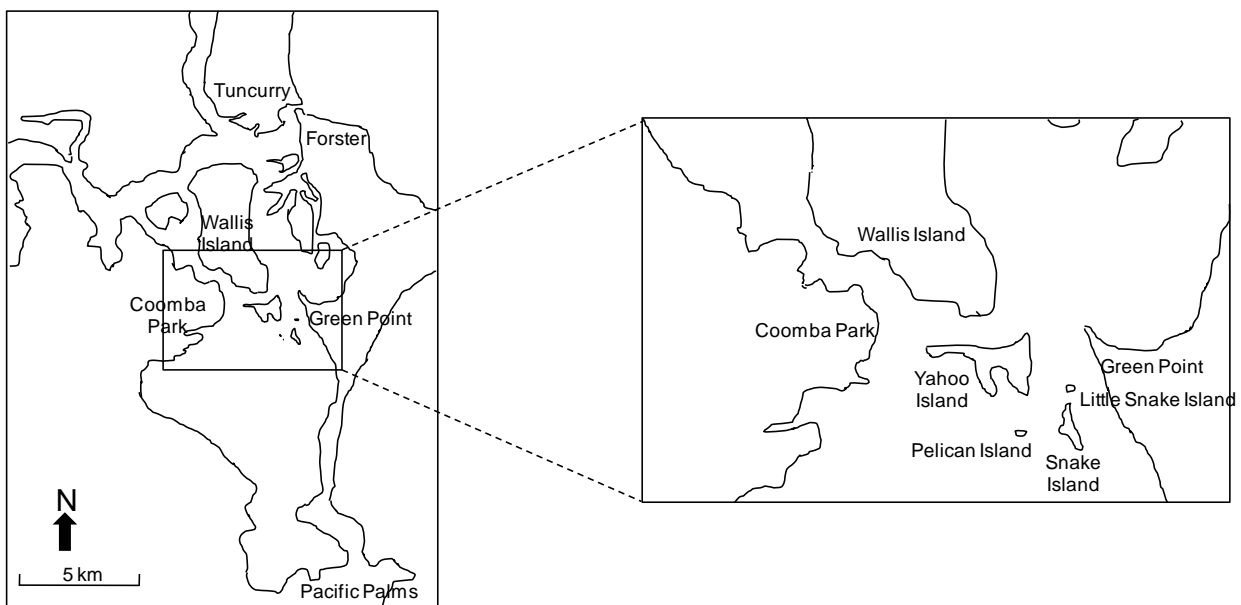 Tuncurry
Forster
Wallis
Island
Coomba
Park
Green Point
N
5 km
Pacific Palms
Wallis Island
Coomba Park
Green Point
Yahoo
Island
Little Snake Island
Pelican Island
Snake
Island